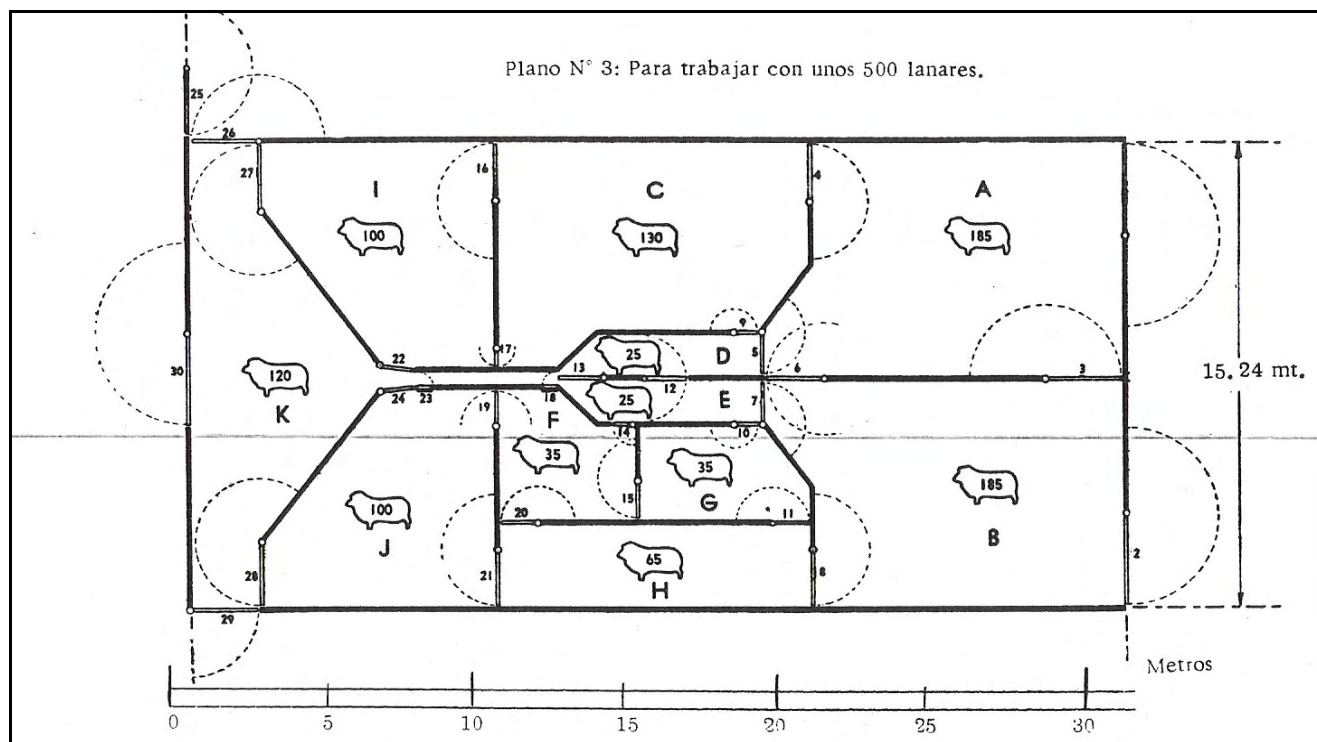 Plano N° 3: Para trabajar con unos 500 lanares.
25
26
27
16
4
I
C
A
100
130
185
9
17
5
22
25
D
13
12
6
3
15.24 mt.
30
120
K
24
23
18
25
E
7
19
F
14
10
35
35
15
G
185
100
20
11
B
2
J
28
21
65
H
8
29
Metros
0 5 10 15 20 25 30